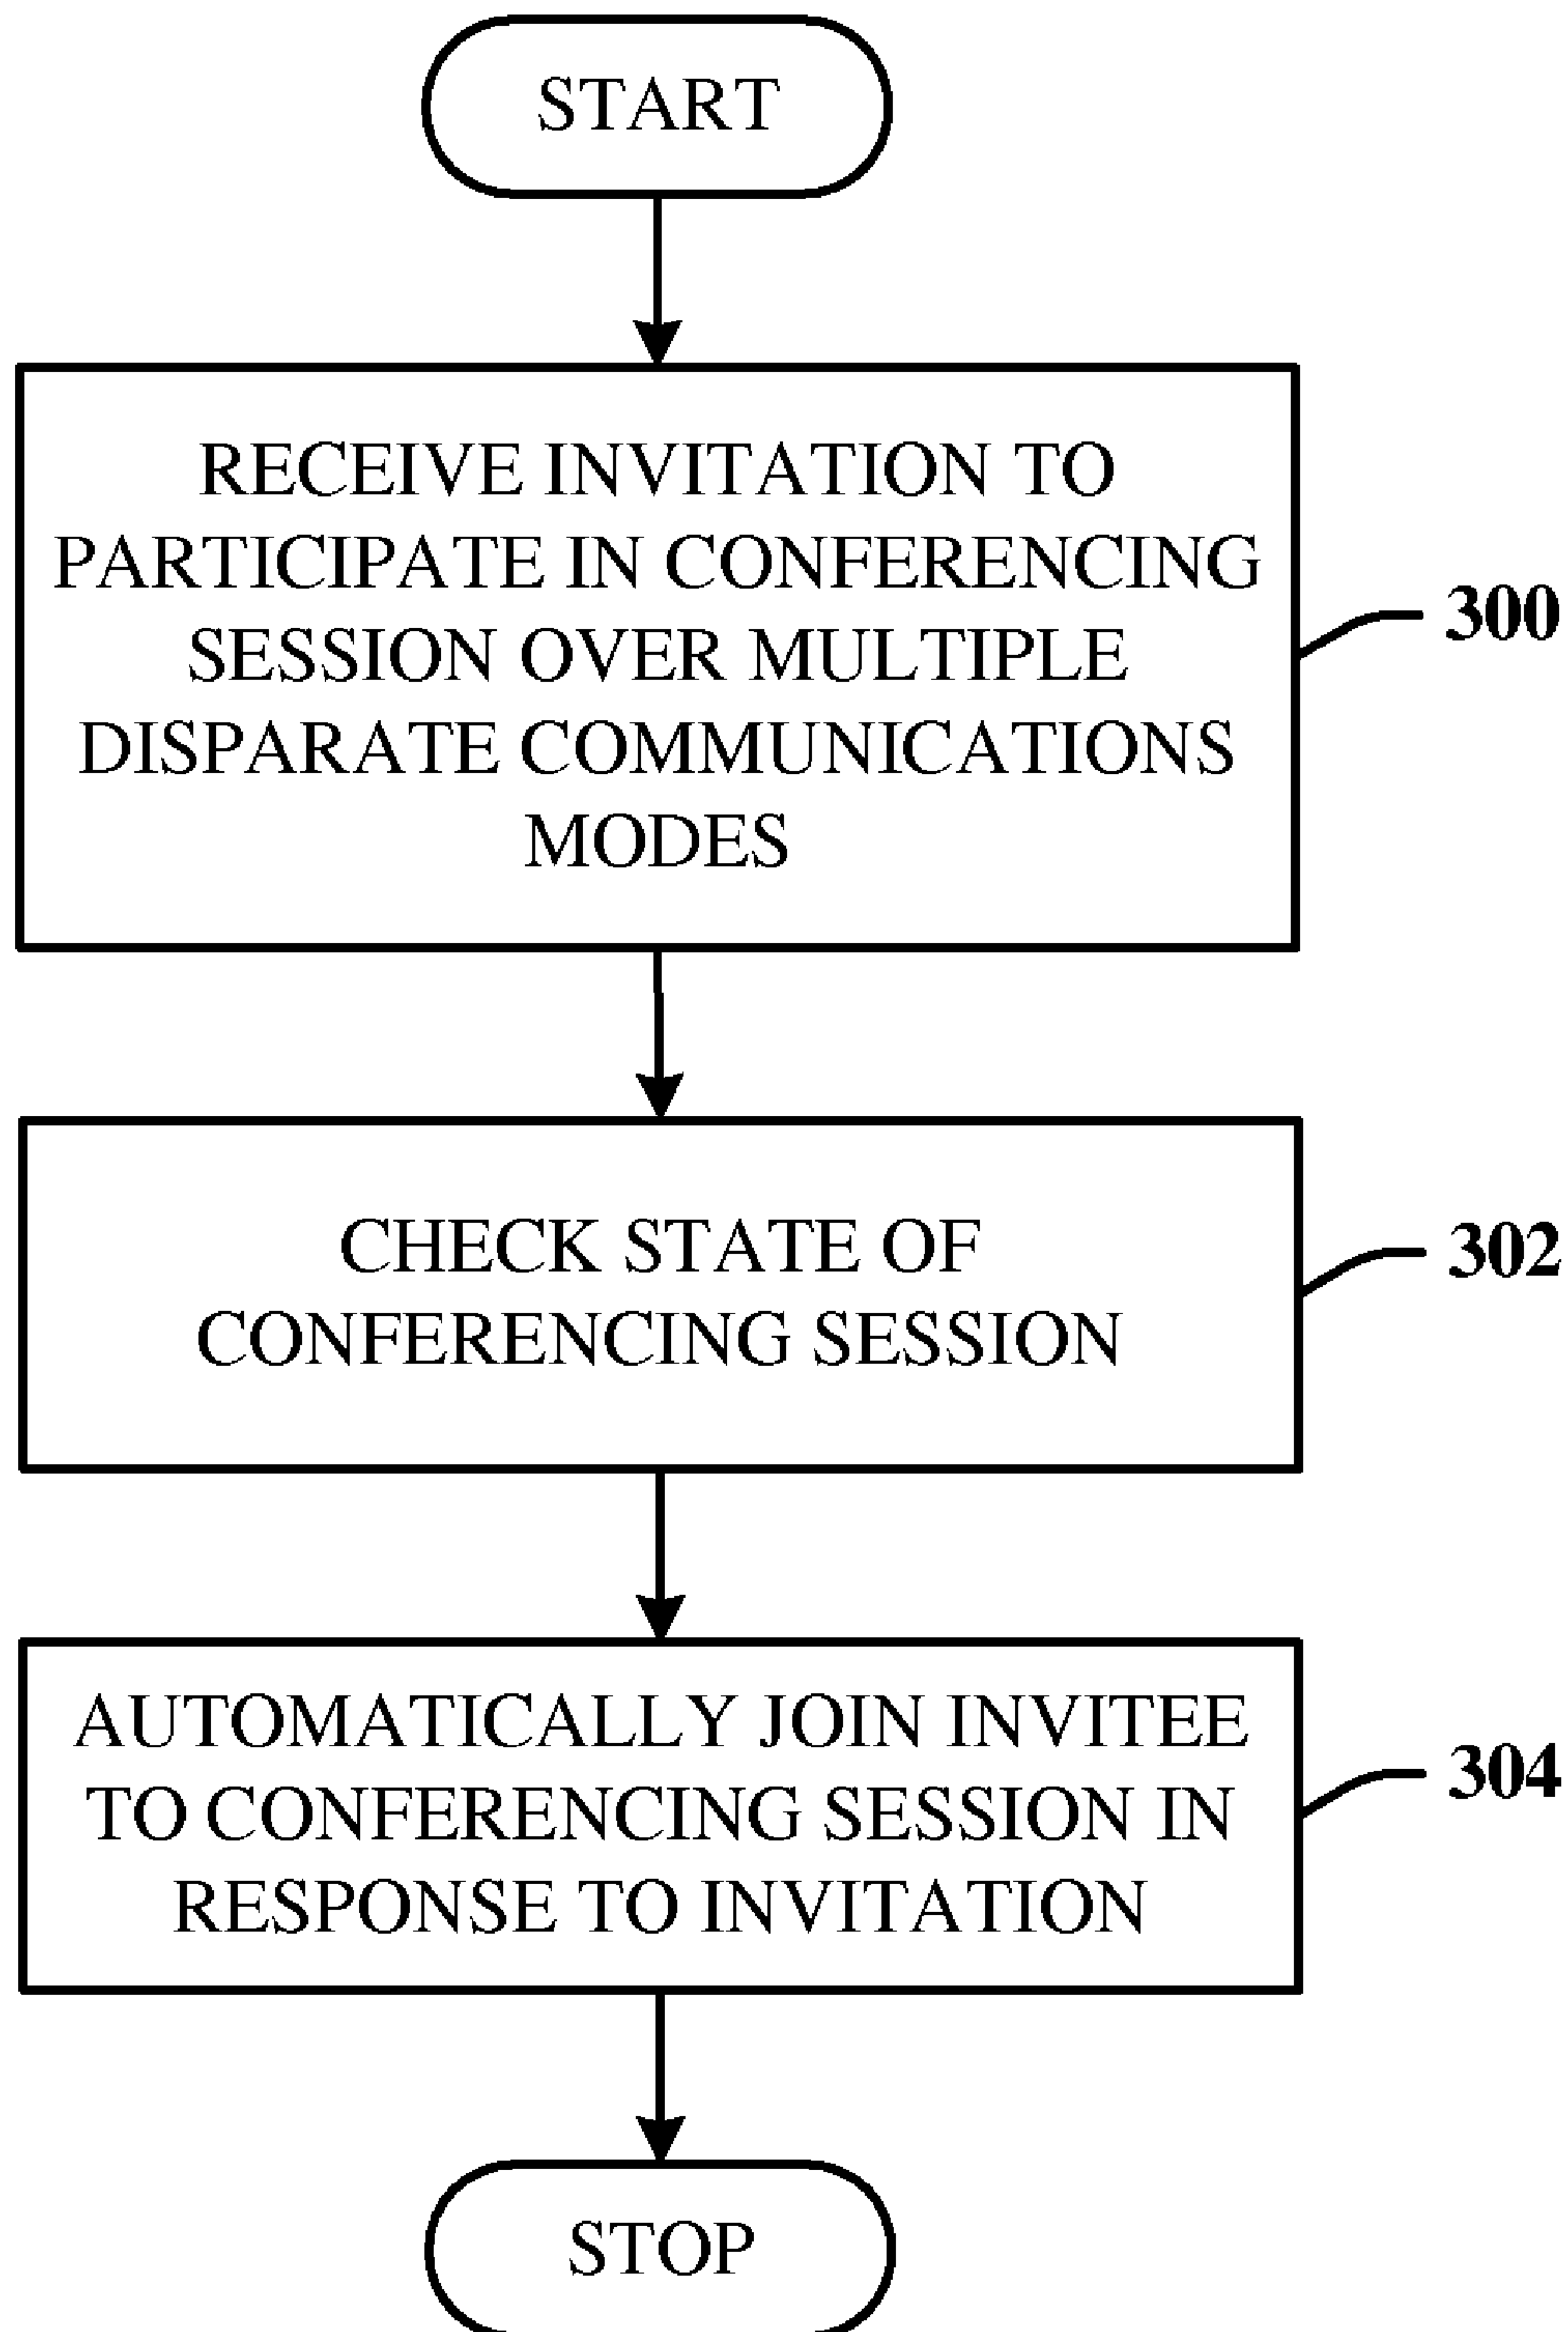 START
RECEIVE INVITATION TO
PARTICIPATE IN CONFERENCING
SESSION OVER MULTIPLE
DISPARATE COMMUNICATIONS
MODES
300
CHECK STATE OF
CONFERENCING SESSION
302
AUTOMATICALLY JOIN INVITEE
TO CONFERENCING SESSION IN
RESPONSE TO INVITATION
304
STOP